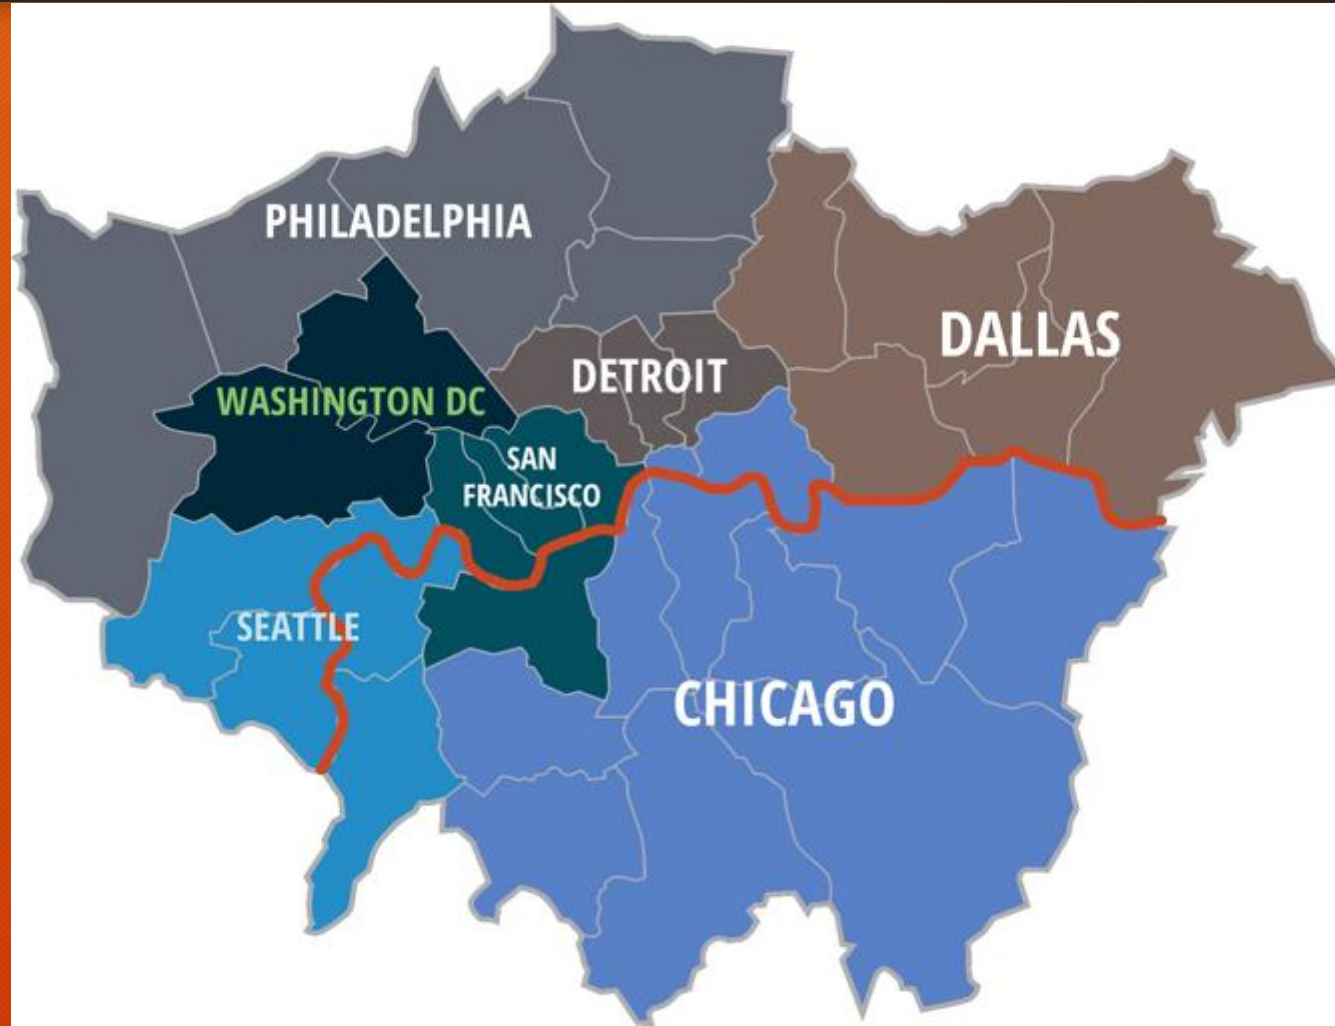 PHILADELPHIA
DALLAS
DETROIT
WASHINGTON DC
SAN
FRANCISCO
SEATTLE
CHICAGO